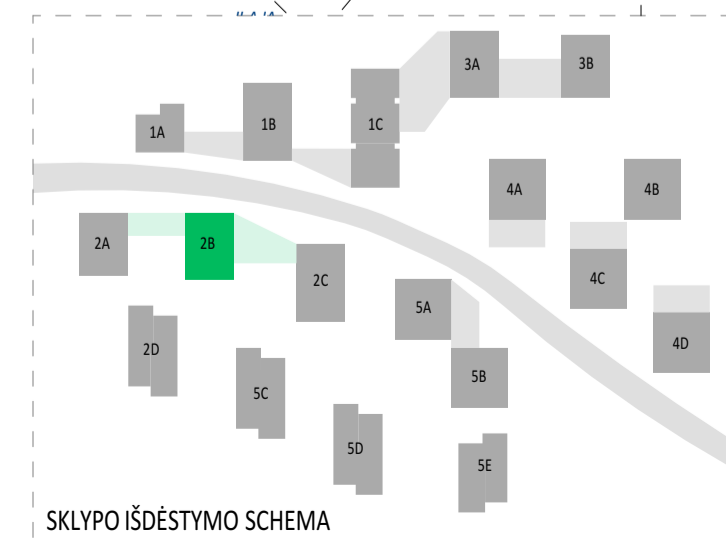 3A
3B
1A
1B
1C
4A
4B
2A
2B
2C
4C
5A
4D
2D
5B
5C
5D
5E
SKLYPO IŠDĖSTYMO SCHEMA